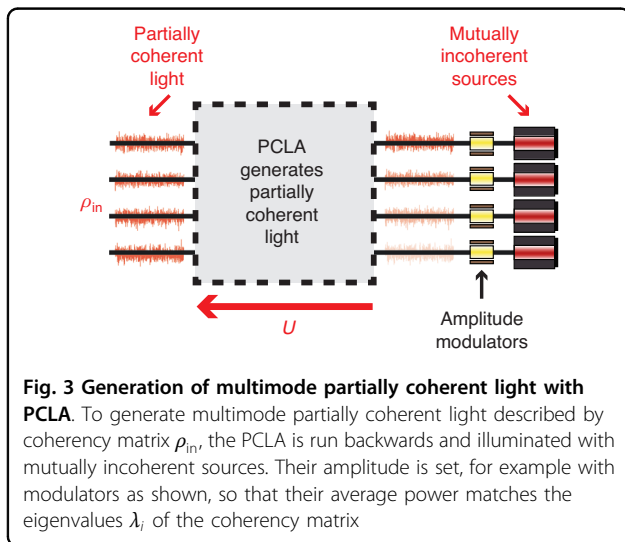 Partially
coherent
light
Mutually
incoherent
sources
PCLA
generates
partially
coherent
light
ρin
U
Amplitude
modulators
Fig. 3 Generation of multimode partially coherent light with
PCLA. To generate multimode partially coherent light described by
coherency matrix ρin, the PCLA is run backwards and illuminated with
mutually incoherent sources. Their amplitude is set, for example with
modulators as shown, so that their average power matches the
eigenvalues λi of the coherency matrix